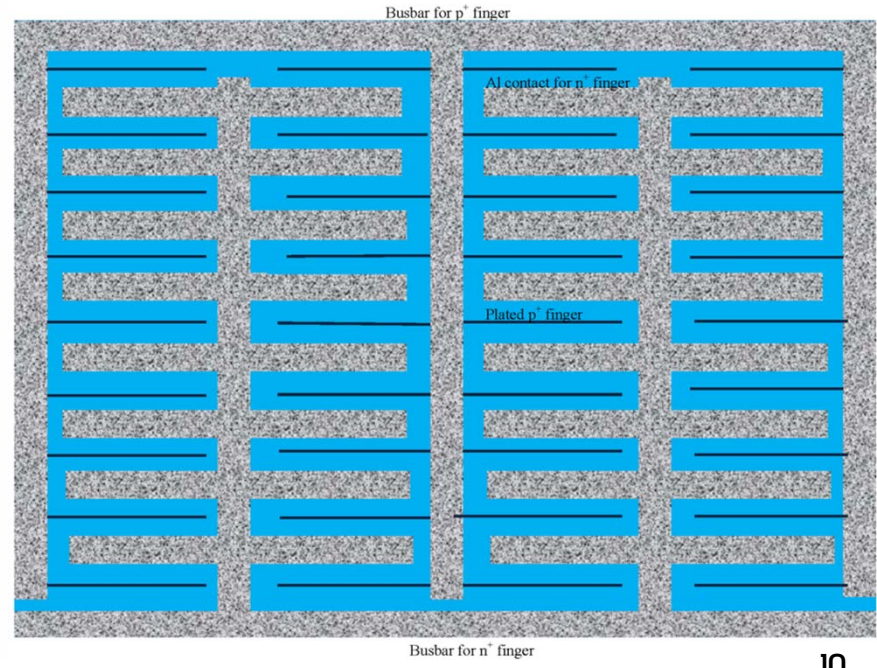 Busbar for p⁺ finger
Al contact for n⁺ finger
Plated p⁺ finger
Busbar for n⁺ finger
10